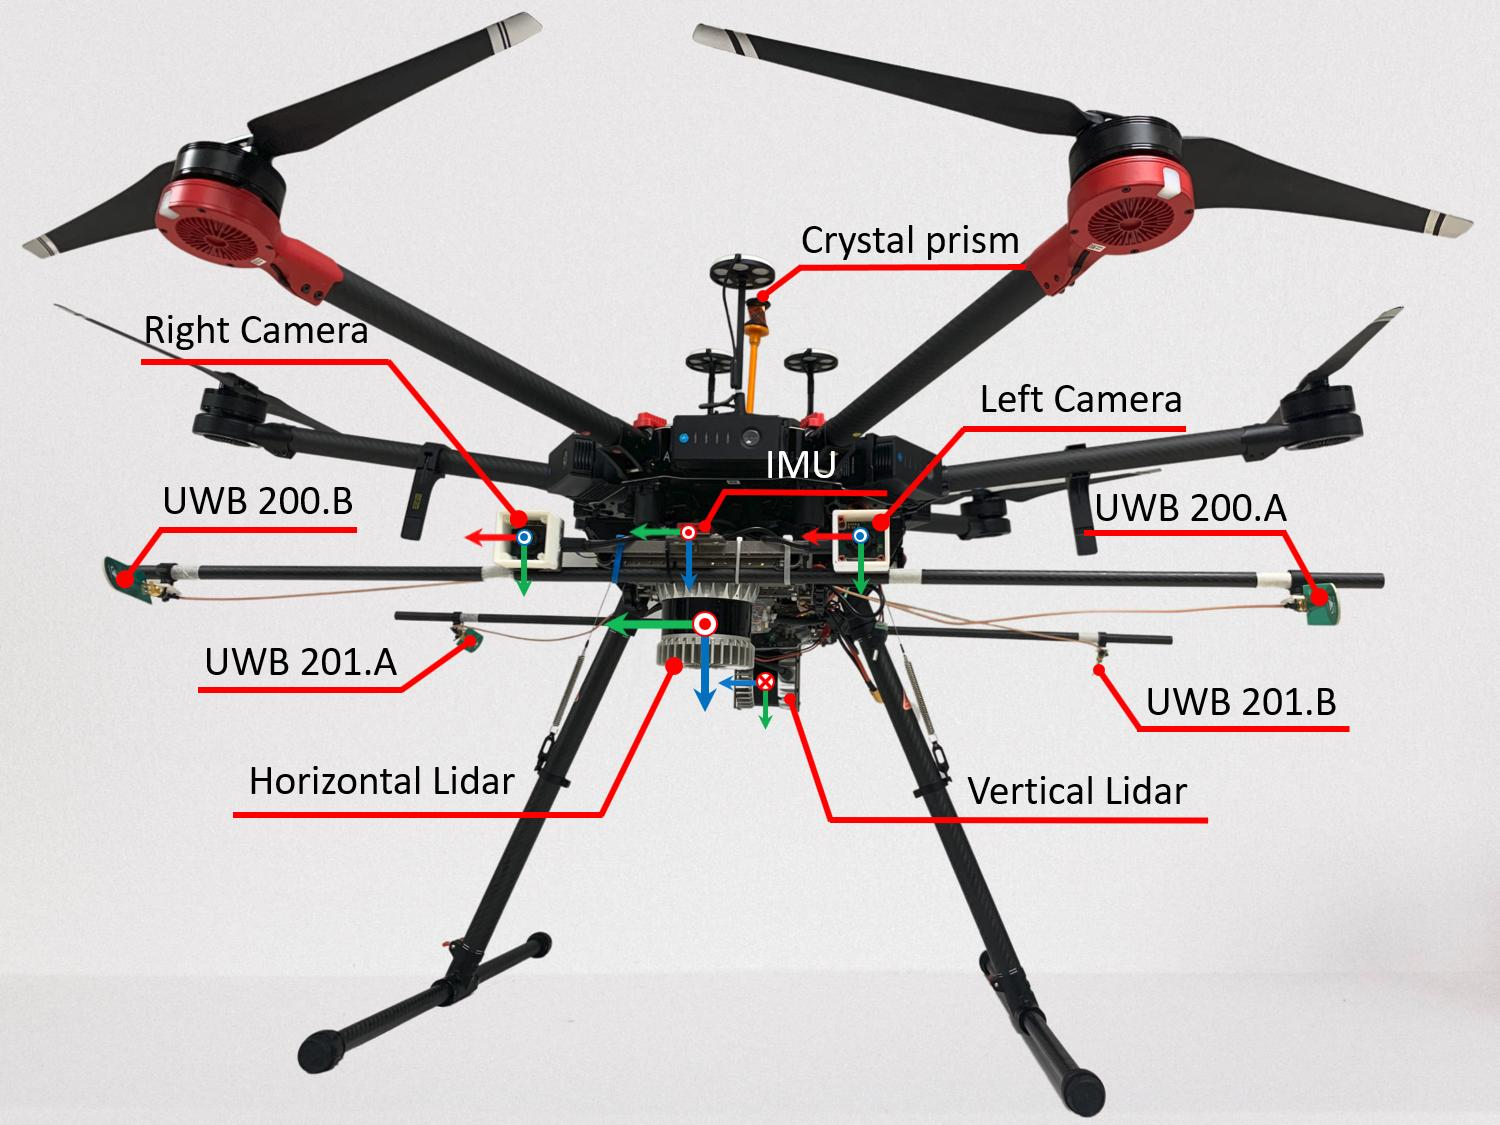 Crystal prism
Right Camera
Left Camera
IMU
UWB 200.B
UWB 200.A
UWB 201.A
UWB 201.B
Horizontal Lidar
Vertical Lidar
A